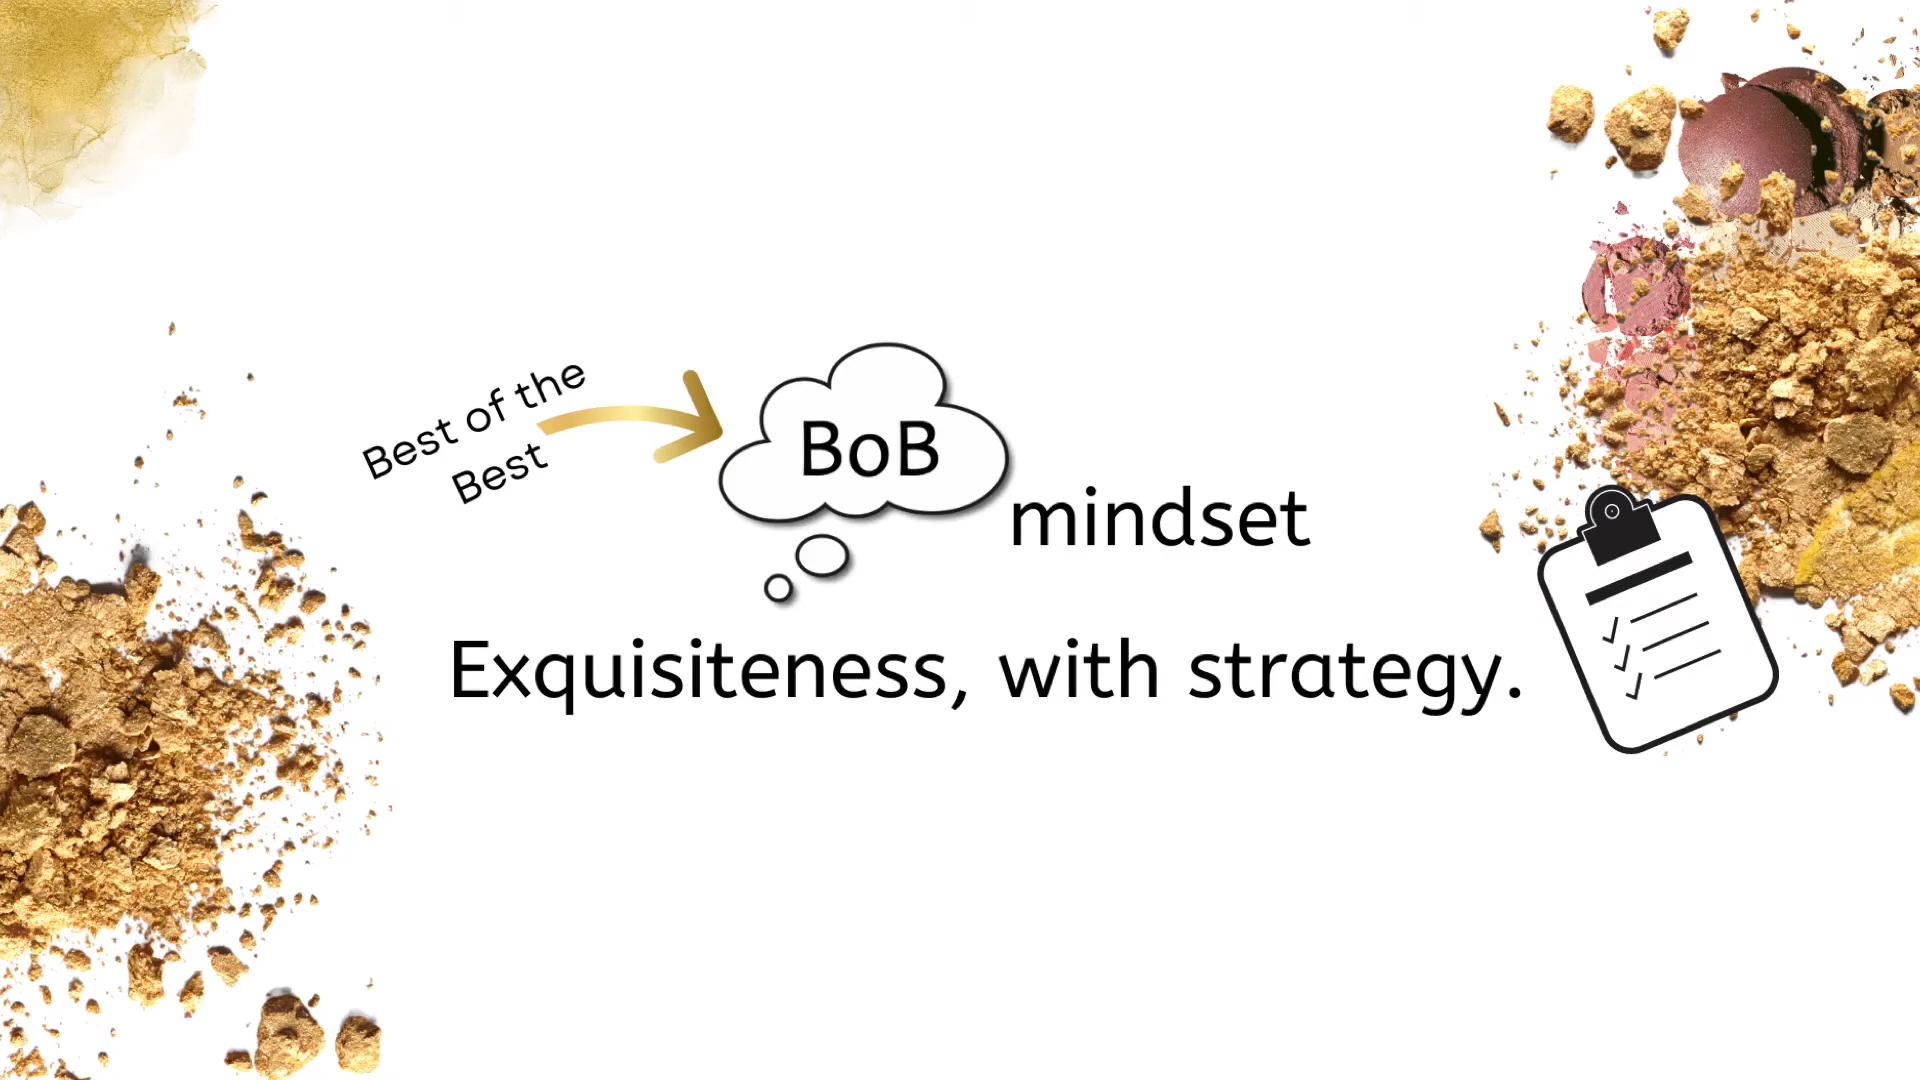 Best of the
Best
BoB
mindset
Exquisiteness, with strategy.